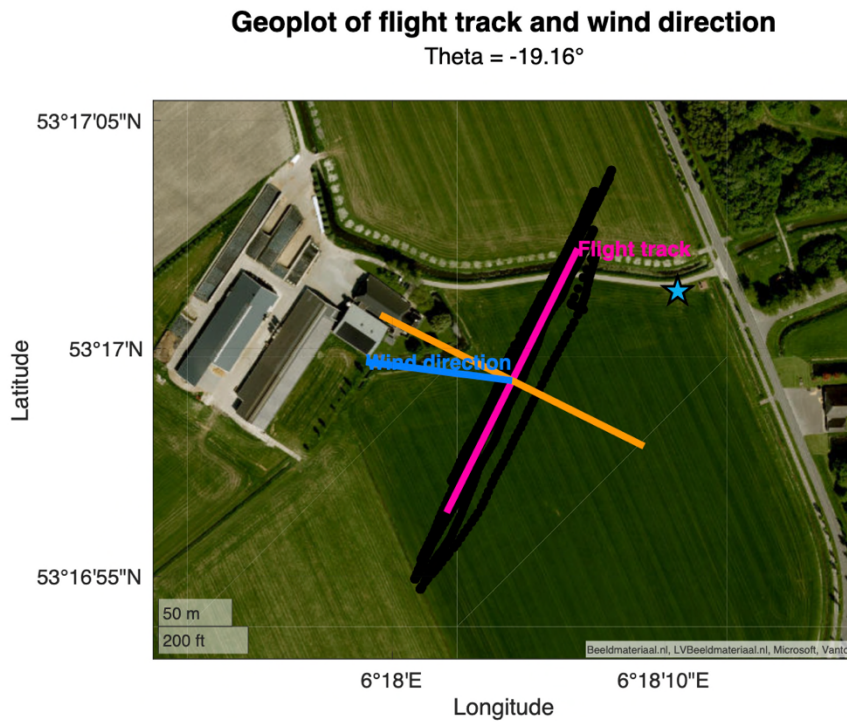 Geoplot of flight track and wind direction
Theta = -19.16°
53°17'05"N
Flight track
53°17'N
Wind direction
Latitude
53°16'55"N
50 m
200 ft
Beeldmateriaal.nl, LVBeeldmateriaal.nl, Microsoft, Vanto
6°18'E
6°18'10"E
Longitude